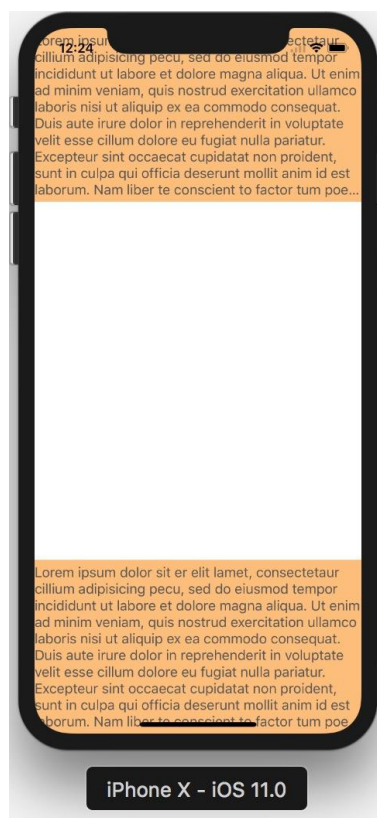 12:24
cillium adipisicing pecu, sed do eiusmod tempor
incididunt ut labore et dolore magna aliqua. Ut enim
ad minim veniam, quis nostrud exercitation ullamco
laboris nisi ut aliquip ex ea commodo consequat.
Duis aute irure dolor in reprehenderit in voluptate
velit esse cillum dolore eu fugiat nulla pariatur.
Excepteur sint occaecat cupidatat non proident,
sunt in culpa qui officia deserunt mollit anim id est
laborum. Nam liber te conscient to factor tum poe...
Lorem ipsum dolor sit er elit lamet, consectetaur
cillium adipisicing pecu, sed do eiusmod tempor
incididunt ut labore et dolore magna aliqua. Ut enim
ad minim veniam, quis nostrud exercitation ullamco
laboris nisi ut aliquip ex ea commodo consequat.
Duis aute irure dolor in reprehenderit in voluptate
velit esse cillum dolore eu fugiat nulla pariatur.
Excepteur sint occaecat cupidatat non proident,
sunt in culpa qui officia deserunt mollit anim id est
laborum. Nam liber te conscient to factor tum poe
iPhone X - iOS 11.0